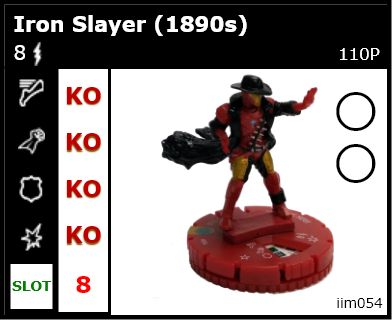 Iron Slayer (1890s)
8
110P
KO
KO
KO
KO
SLOT
8
iim054